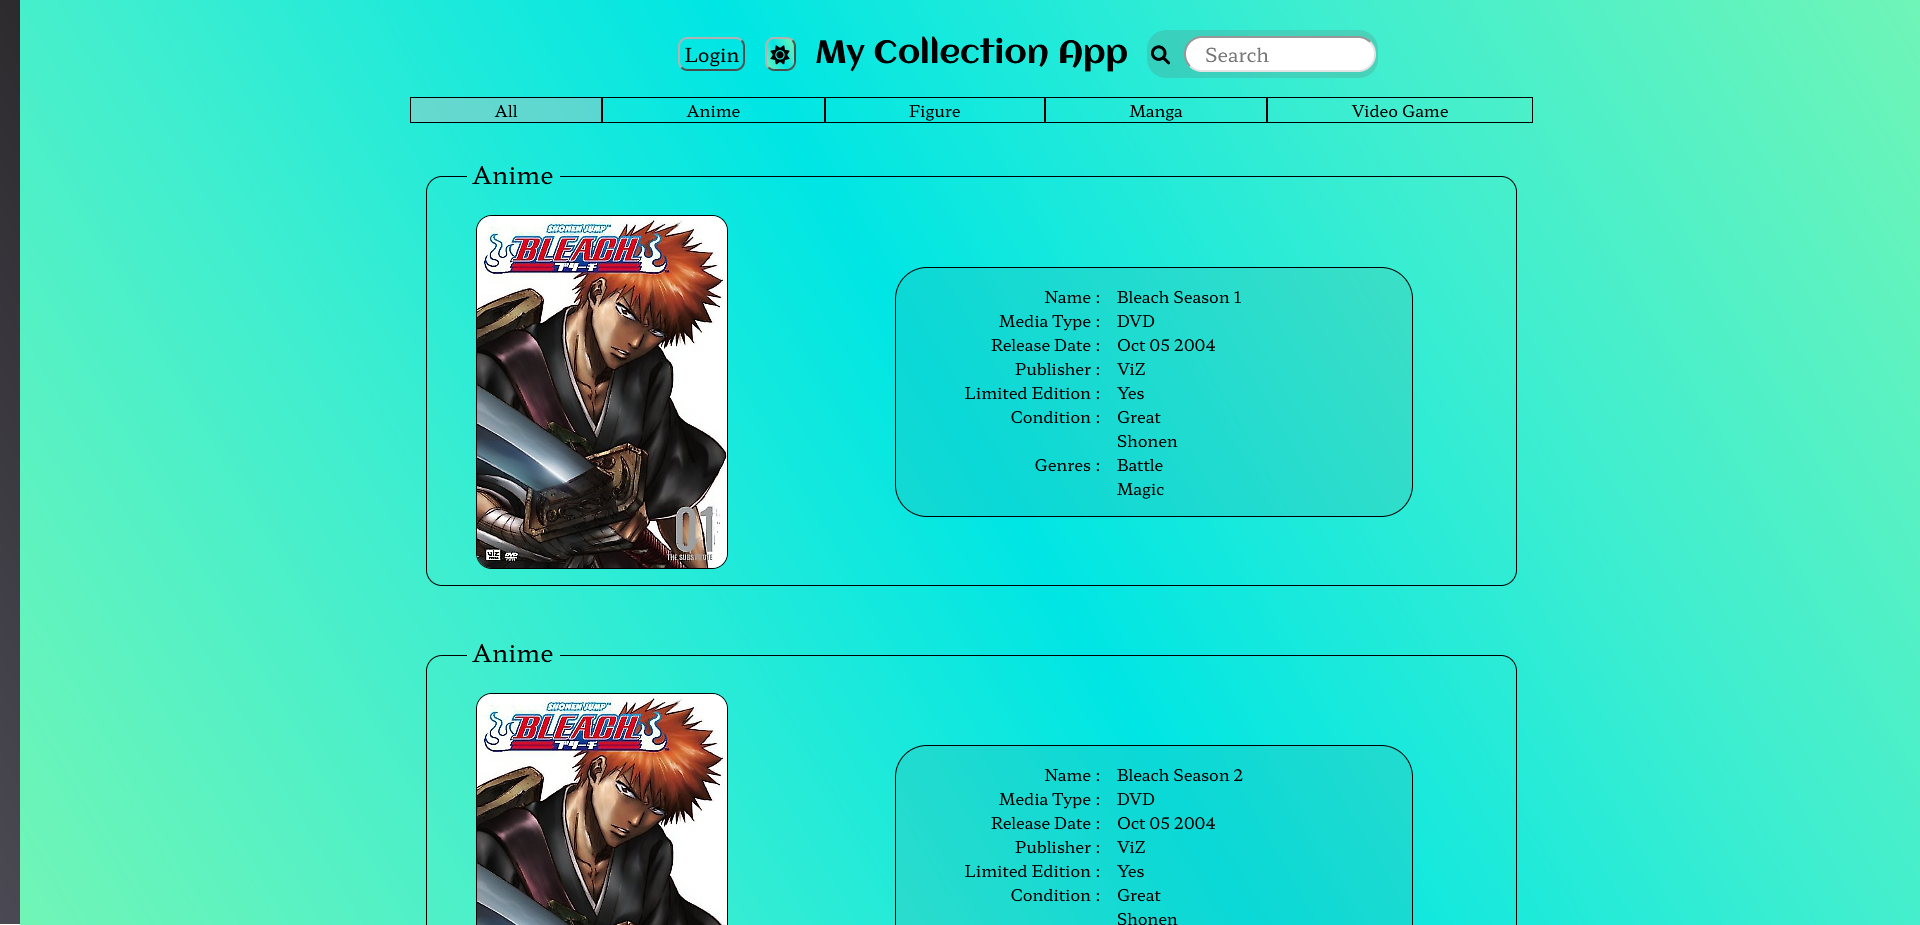 Login
My Collection App
Search
All Anime Figure Manga Video Game
Anime
SHONEN JUMP
BLEACH
ブリーチ
01
THE SUBSTITUTE
VIZ DVD
Name : Bleach Season 1
Media Type : DVD
Release Date : Oct 05 2004
Publisher : ViZ
Limited Edition : Yes
Condition : Great
Shonen
Genres : Battle
Magic
Anime
SHONEN JUMP
BLEACH
ブリーチ
Name : Bleach Season 2
Media Type : DVD
Release Date : Oct 05 2004
Publisher : ViZ
Limited Edition : Yes
Condition : Great
Shonen